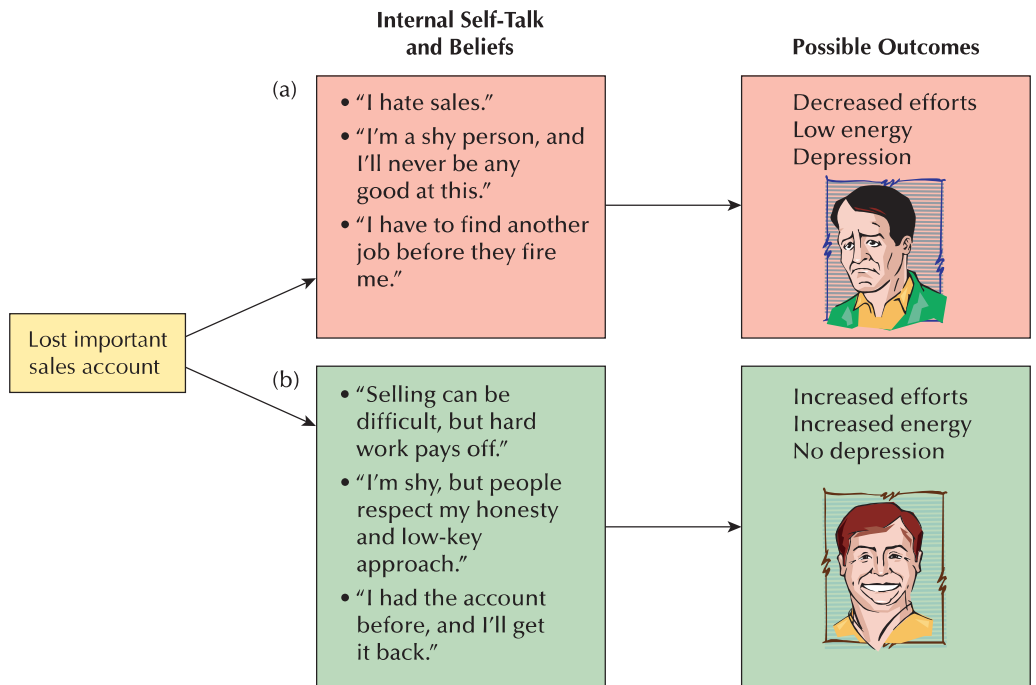 Internal Self-Talk
and Beliefs
Possible Outcomes
(a)
• “I hate sales.”
• “I’m a shy person, and
I’ll never be any
good at this.”
• “I have to find another
job before they fire
me.”
Decreased efforts
Low energy
Depression
Lost important
sales account
(b)
• “Selling can be
difficult, but hard
work pays off.”
• “I’m shy, but people
respect my honesty
and low-key
approach.”
• “I had the account
before, and I’ll get
it back.”
Increased efforts
Increased energy
No depression